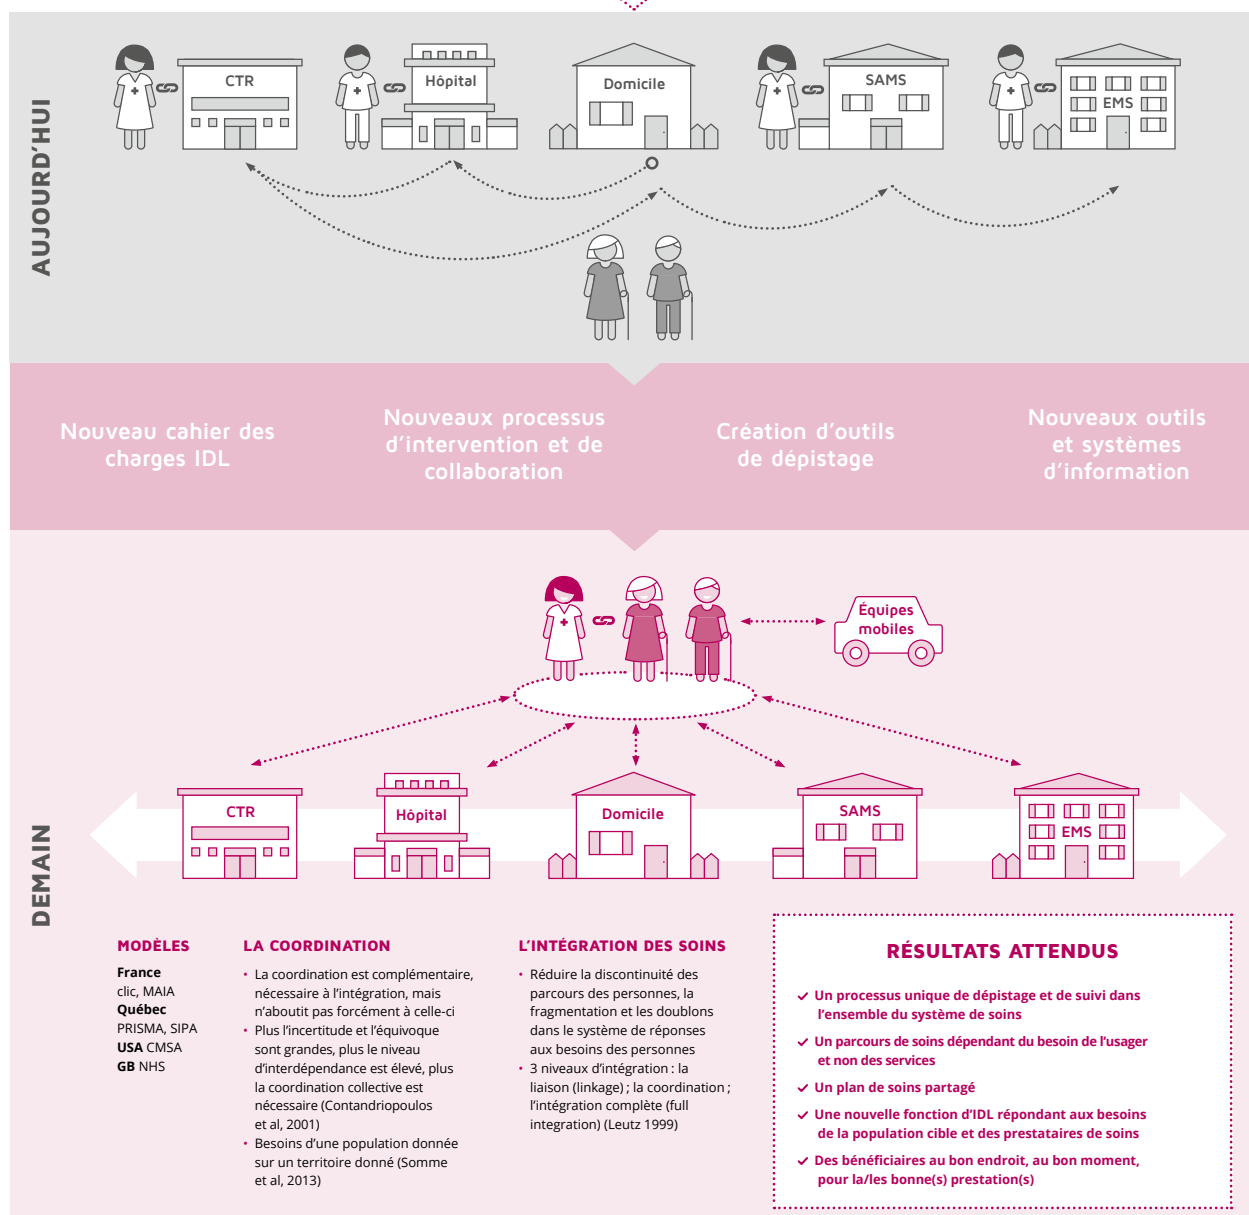 AUJOURD'HUI
CTR
Hôpital
Domicile
SAMS
EMS
Nouveau cahier des
charges IDL
Nouveaux processus
d'intervention et de
collaboration
Création d'outils
de dépistage
Nouveaux outils
et systèmes
d'information
Équipes
mobiles
DEMAIN
CTR
Hôpital
Domicile
SAMS
EMS
MODÈLES
France
clic, MAIA
Québec
PRISMA, SIPA
USA CMSA
GB NHS
LA COORDINATION
• La coordination est complémentaire,
nécessaire à l'intégration, mais
n'aboutit pas forcément à celle-ci
• Plus l'incertitude et l'équivoque
sont grandes, plus le niveau
d'interdépendance est élevé, plus
la coordination collective est
nécessaire (Contandriopoulos
et al, 2001)
• Besoins d'une population donnée
sur un territoire donné (Somme
et al, 2013)
L'INTÉGRATION DES SOINS
• Réduire la discontinuité des
parcours des personnes, la
fragmentation et les doublons
dans le système de réponses
aux besoins des personnes
• 3 niveaux d'intégration : la
liaison (linkage) ; la coordination ;
l'intégration complète (full
integration) (Leutz 1999)
RÉSULTATS ATTENDUS
✓ Un processus unique de dépistage et de suivi dans
l'ensemble du système de soins
✓ Un parcours de soins dépendant du besoin de l'usager
et non des services
✓ Un plan de soins partagé
✓ Une nouvelle fonction d'IDL répondant aux besoins
de la population cible et des prestataires de soins
✓ Des bénéficiaires au bon endroit, au bon moment,
pour la/les bonne(s) prestation(s)